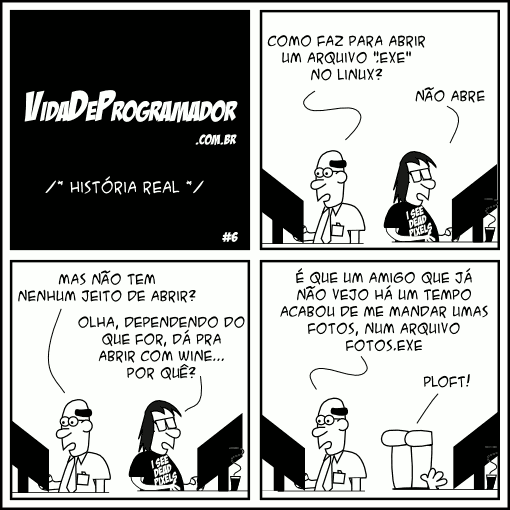 VIDADEPROGRAMADOR
.COM.BR
/* HISTÓRIA REAL */
#6
COMO FAZ PARA ABRIR
UM ARQUIVO ".EXE"
NO LINUX?
NÃO ABRE
I SEE
DEAD
PIXELS
MAS NÃO TEM
NENHUM JEITO DE ABRIR?
OLHA, DEPENDENDO DO
QUE FOR, DÁ PRA
ABRIR COM WINE...
POR QUÊ?
I SEE
DEAD
PIXELS
É QUE UM AMIGO QUE JÁ
NÃO VEJO HÁ UM TEMPO
ACABOU DE ME MANDAR UMAS
FOTOS, NUM ARQUIVO
FOTOS.EXE
PLOFT!